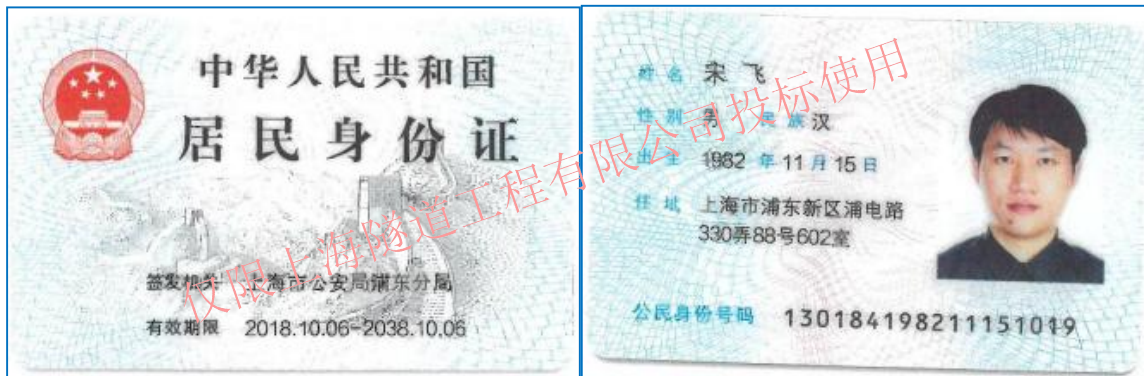 中华人民共和国
居民身份证
签发机关 上海市公安局浦东分局
有效期限 2018.10.06-2038.10.06
姓名 宋飞
性别 男 民族 汉
出生 1982 年 11 月 15 日
住址 上海市浦东新区浦电路
330弄88号602室
公民身份号码 130184198211151019
仅限上海隧道工程有限公司投标使用